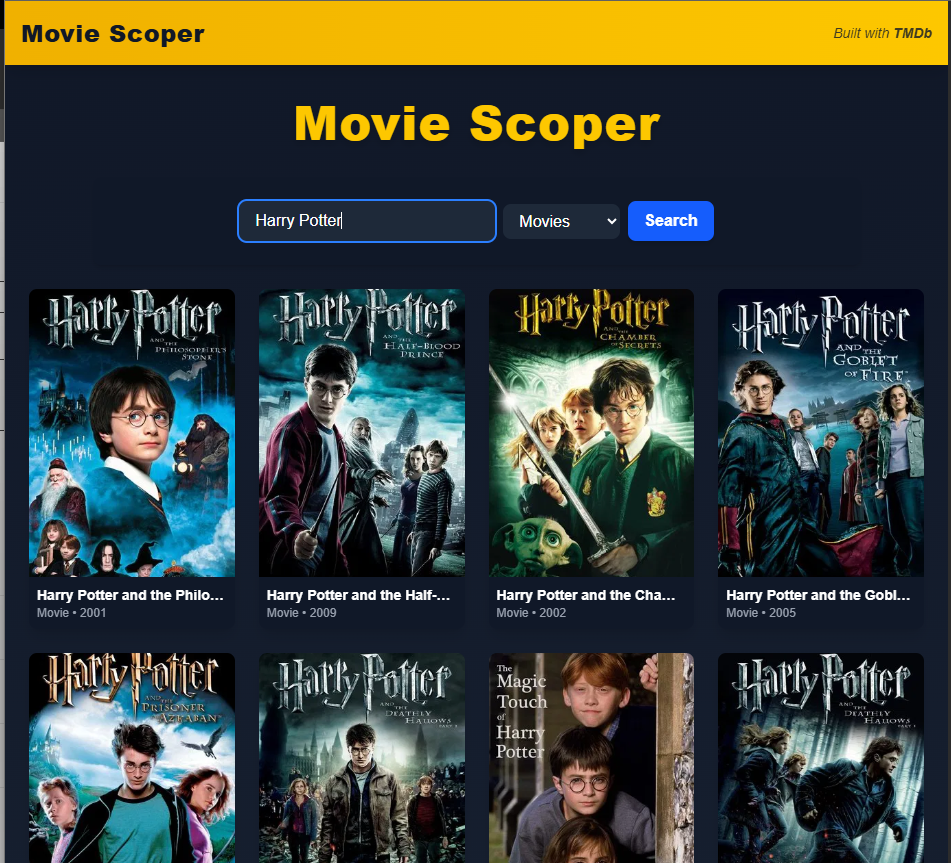 Movie Scoper
Built with TMDb
Movie Scoper
Harry Potter
Movies
Search
Harry Potter
AND THE
PHILOSOPHER'S
STONE
Harry Potter
AND THE
HALF-BLOOD
PRINCE
Harry Potter
AND THE
CHAMBER
OF SECRETS
Harry Potter
AND THE
GOBLET
OF FIRE
Harry Potter and the Philo...
Movie • 2001
Harry Potter and the Half-...
Movie • 2009
Harry Potter and the Cha...
Movie • 2002
Harry Potter and the Gobl...
Movie • 2005
Harry Potter
AND THE
PRISONER
OF AZKABAN
Harry Potter
AND THE
DEATHLY
HALLOWS
The
Magic
Touch
of
Harry
Potter
Harry Potter
AND THE
DEATHLY
HALLOWS